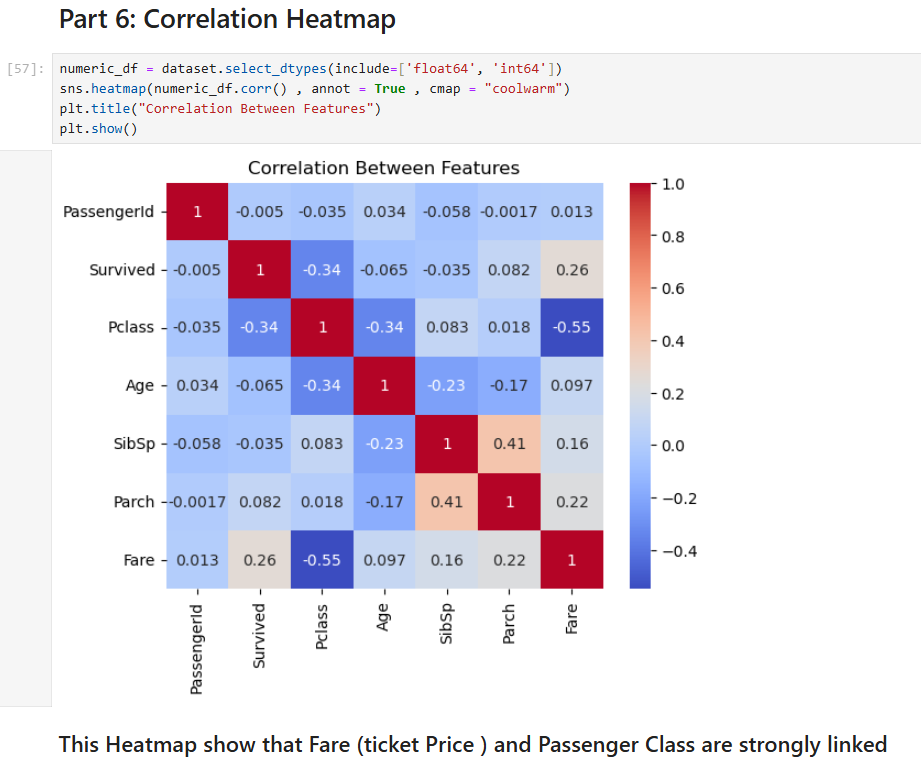 Part 6: Correlation Heatmap
[57]: numeric_df = dataset.select_dtypes(include=['float64', 'int64'])
sns.heatmap(numeric_df.corr() , annot = True , cmap = "coolwarm")
plt.title("Correlation Between Features")
plt.show()
Correlation Between Features
PassengerId 1 -0.005 -0.035 0.034 -0.058 -0.0017 0.013
Survived -0.005 1 -0.34 -0.065 -0.035 0.082 0.26
Pclass -0.035 -0.34 1 -0.34 0.083 0.018 -0.55
Age 0.034 -0.065 -0.34 1 -0.23 -0.17 0.097
SibSp -0.058 -0.035 0.083 -0.23 1 0.41 0.16
Parch -0.0017 0.082 0.018 -0.17 0.41 1 0.22
Fare 0.013 0.26 -0.55 0.097 0.16 0.22 1
PassengerId Survived Pclass Age SibSp Parch Fare
1.0
0.8
0.6
0.4
0.2
0.0
−0.2
−0.4
This Heatmap show that Fare (ticket Price ) and Passenger Class are strongly linked